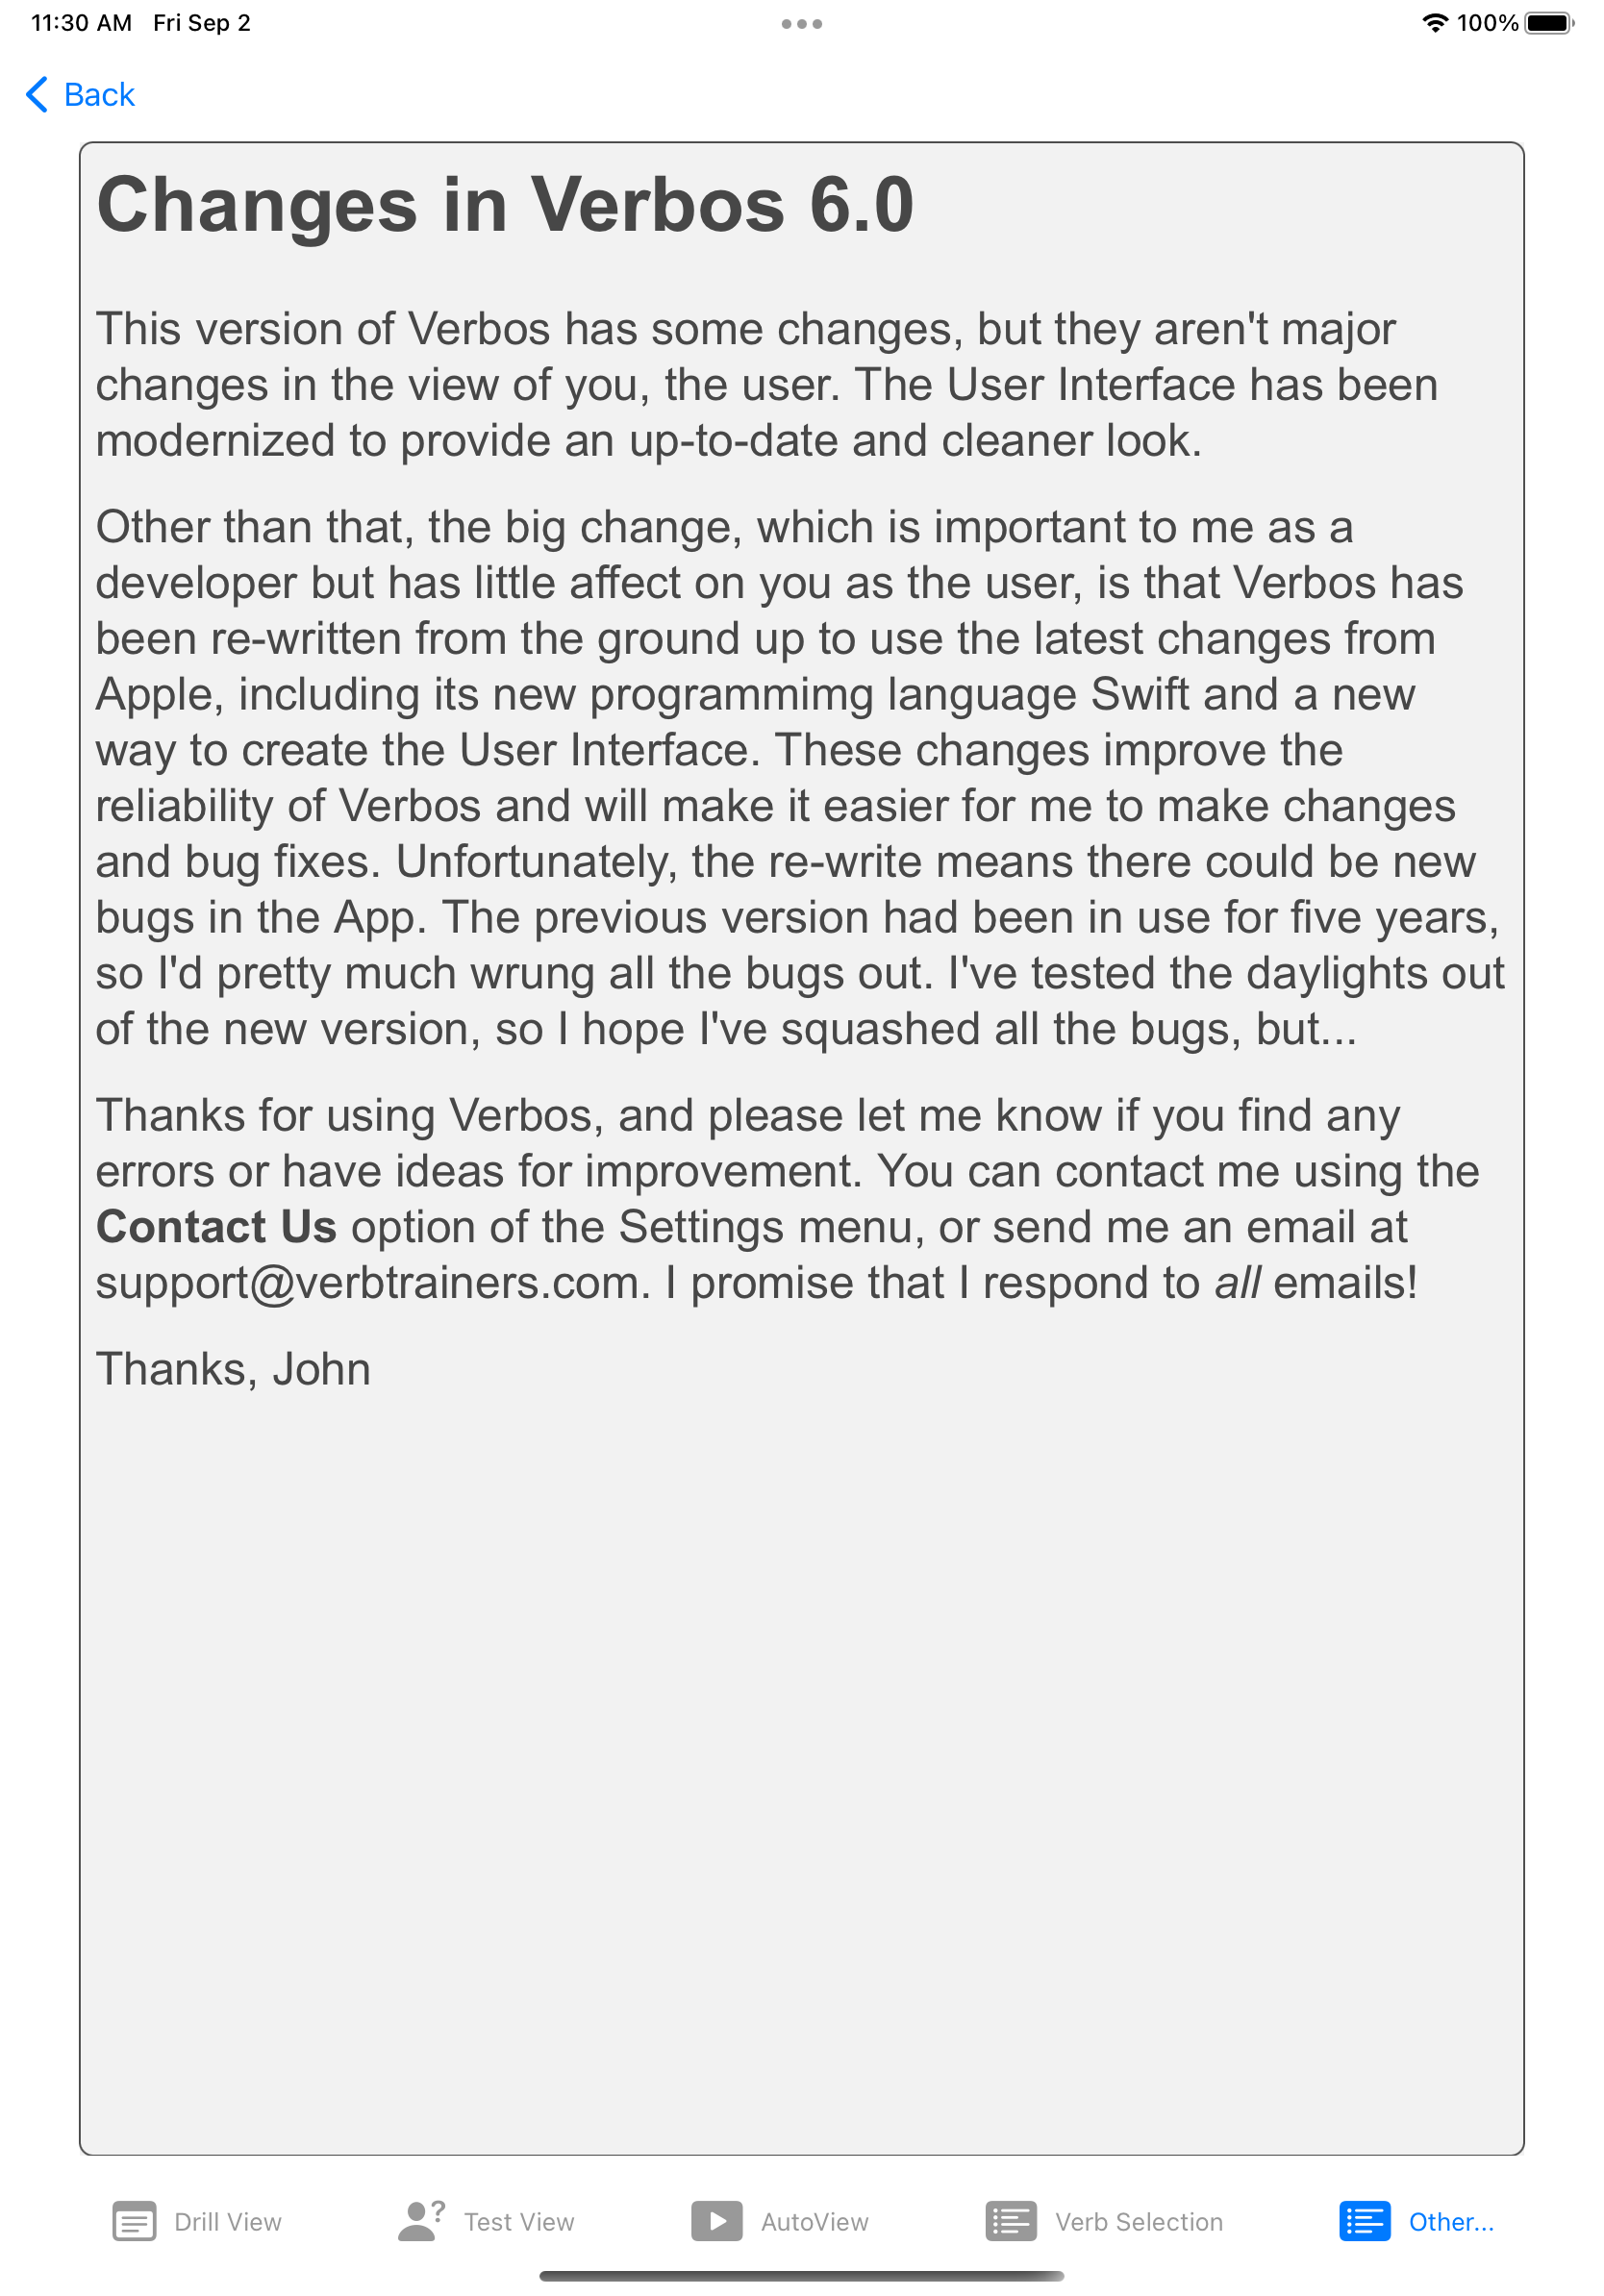 11:30 AM Fri Sep 2
100%
Back
Changes in Verbos 6.0
This version of Verbos has some changes, but they aren't major
changes in the view of you, the user. The User Interface has been
modernized to provide an up-to-date and cleaner look.
Other than that, the big change, which is important to me as a
developer but has little affect on you as the user, is that Verbos has
been re-written from the ground up to use the latest changes from
Apple, including its new programmimg language Swift and a new
way to create the User Interface. These changes improve the
reliability of Verbos and will make it easier for me to make changes
and bug fixes. Unfortunately, the re-write means there could be new
bugs in the App. The previous version had been in use for five years,
so I'd pretty much wrung all the bugs out. I've tested the daylights out
of the new version, so I hope I've squashed all the bugs, but...
Thanks for using Verbos, and please let me know if you find any
errors or have ideas for improvement. You can contact me using the
Contact Us option of the Settings menu, or send me an email at
support@verbtrainers.com. I promise that I respond to all emails!
Thanks, John
Drill View
Test View
AutoView
Verb Selection
Other...